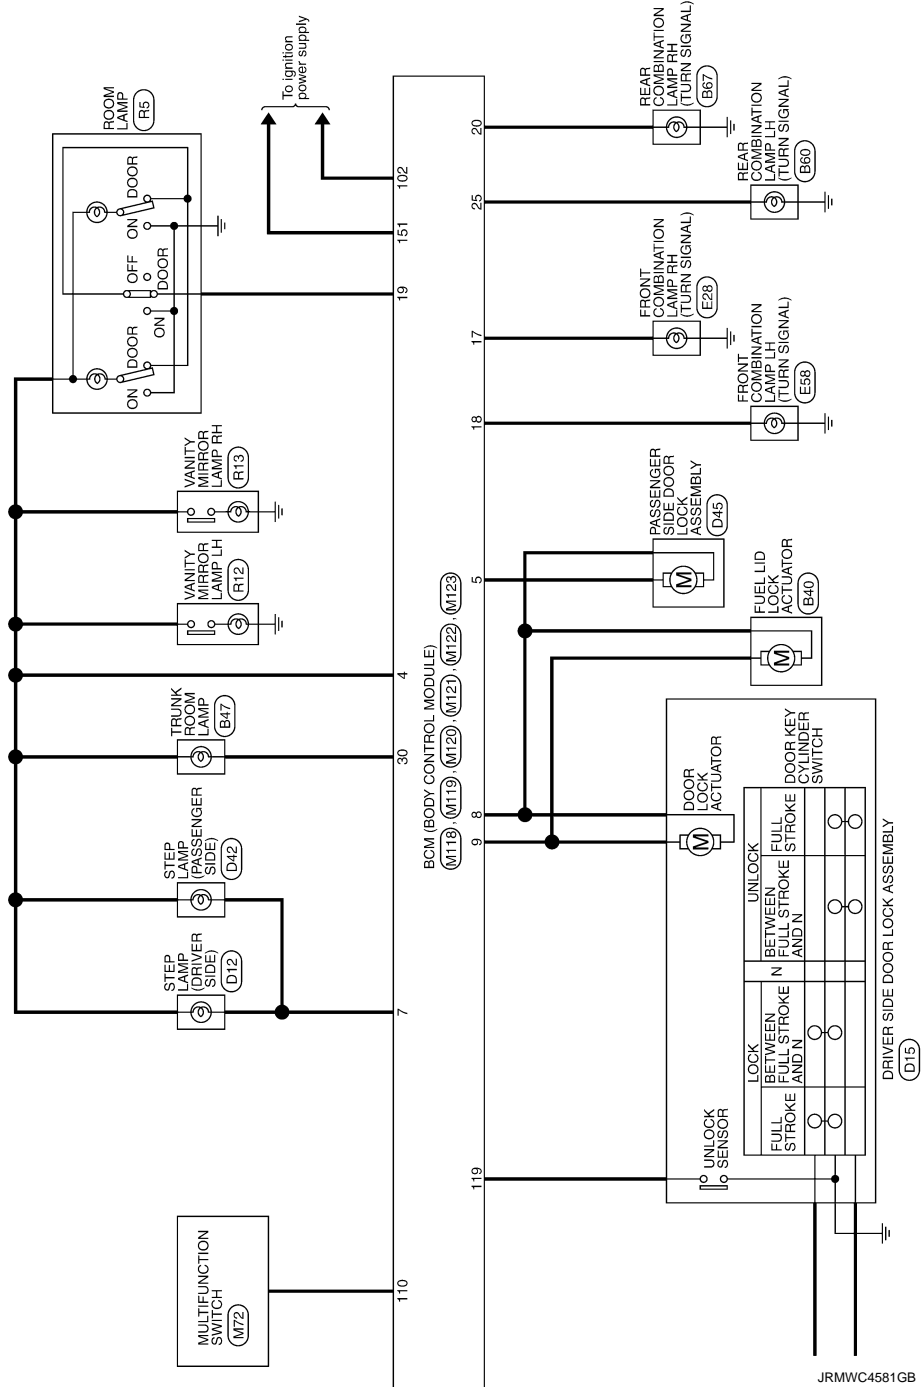 ROOM
LAMP
R5
DOOR
ON
OFF
DOOR
ON
DOOR
ON
To ignition
power supply
102
151
19
VANITY
MIRROR
LAMP RH
R13
VANITY
MIRROR
LAMP LH
R12
4
TRUNK
ROOM
LAMP
B47
30
STEP
LAMP
(PASSENGER
SIDE)
D42
STEP
LAMP
(DRIVER
SIDE)
D12
7
MULTIFUNCTION
SWITCH
M72
110
BCM (BODY CONTROL MODULE)
M118 , M119 , M120 , M121 , M122 , M123
20
REAR
COMBINATION
LAMP RH
(TURN SIGNAL)
B67
25
REAR
COMBINATION
LAMP LH
(TURN SIGNAL)
B60
17
FRONT
COMBINATION
LAMP RH
(TURN SIGNAL)
E28
18
FRONT
COMBINATION
LAMP LH
(TURN SIGNAL)
E58
5
PASSENGER
SIDE DOOR
LOCK
ASSEMBLY
D45
M
FUEL LID
LOCK
ACTUATOR
B40
M
8
9
DOOR
LOCK
ACTUATOR
M
DOOR KEY
CYLINDER
SWITCH
LOCK
N
UNLOCK
FULL
STROKE
BETWEEN
FULL STROKE
AND N
BETWEEN
FULL STROKE
AND N
FULL
STROKE
119
UNLOCK
SENSOR
DRIVER SIDE DOOR LOCK ASSEMBLY
D15
JRMWC4581GB